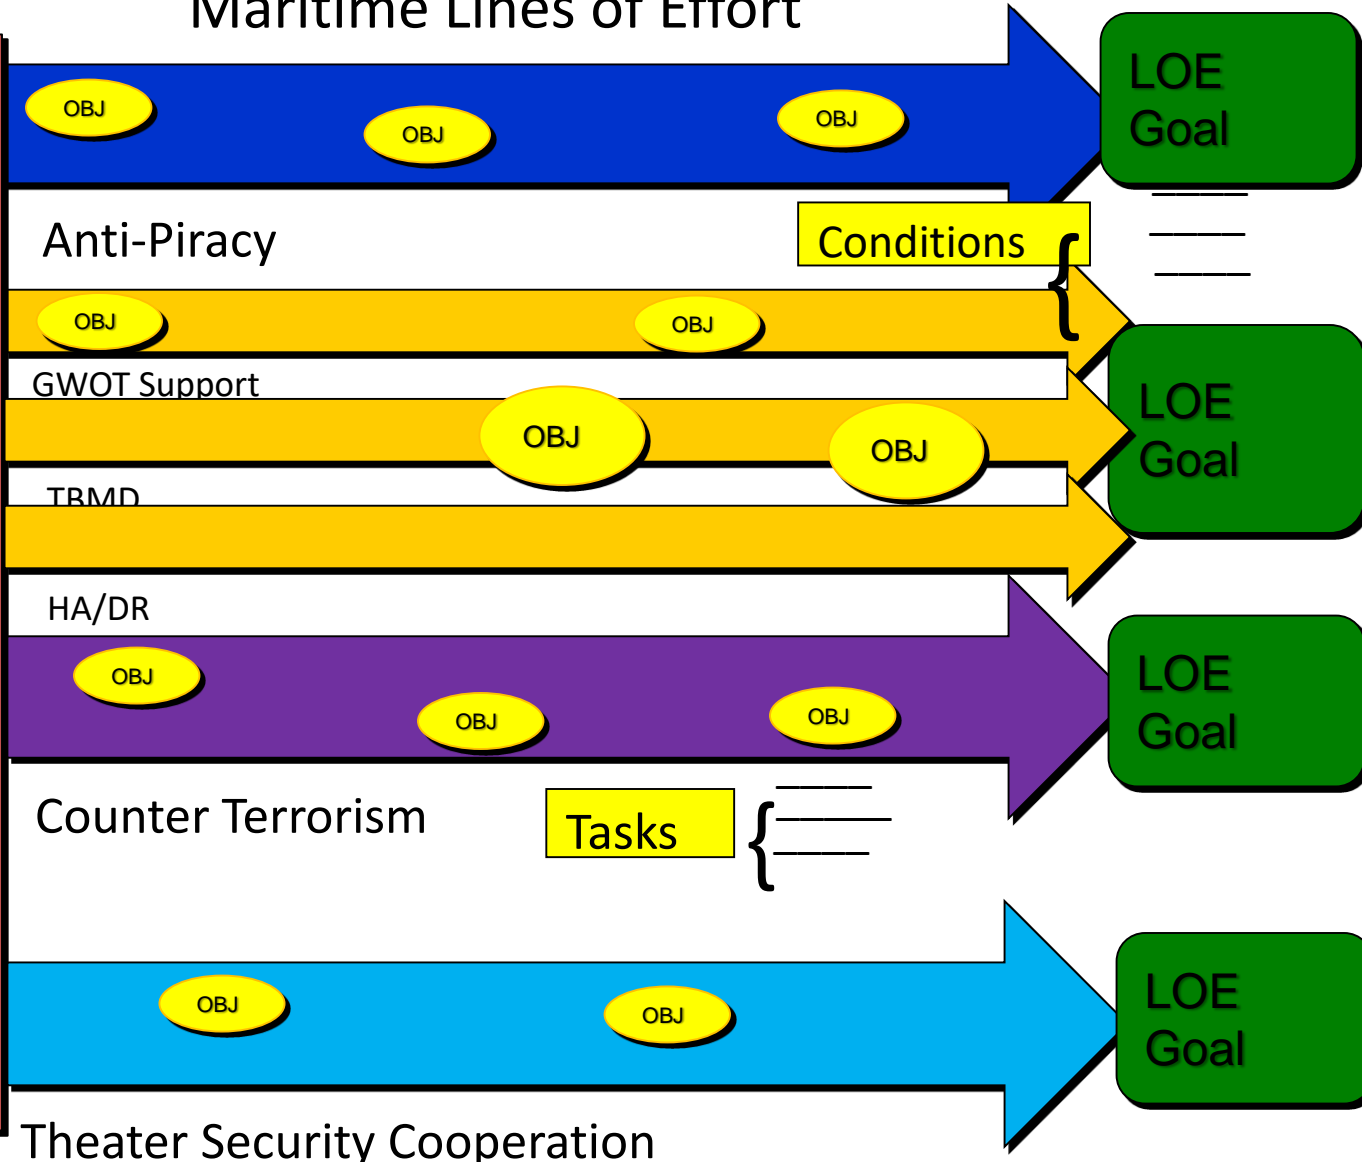 Maritime Lines of Effort
LOE
Goal
OBJ
OBJ
OBJ
Anti-Piracy
Conditions {
OBJ
OBJ
GWOT Support
LOE
Goal
OBJ
OBJ
TBMD
HA/DR
LOE
Goal
OBJ
OBJ
OBJ
Counter Terrorism
Tasks {
LOE
Goal
OBJ
OBJ
Theater Security Cooperation